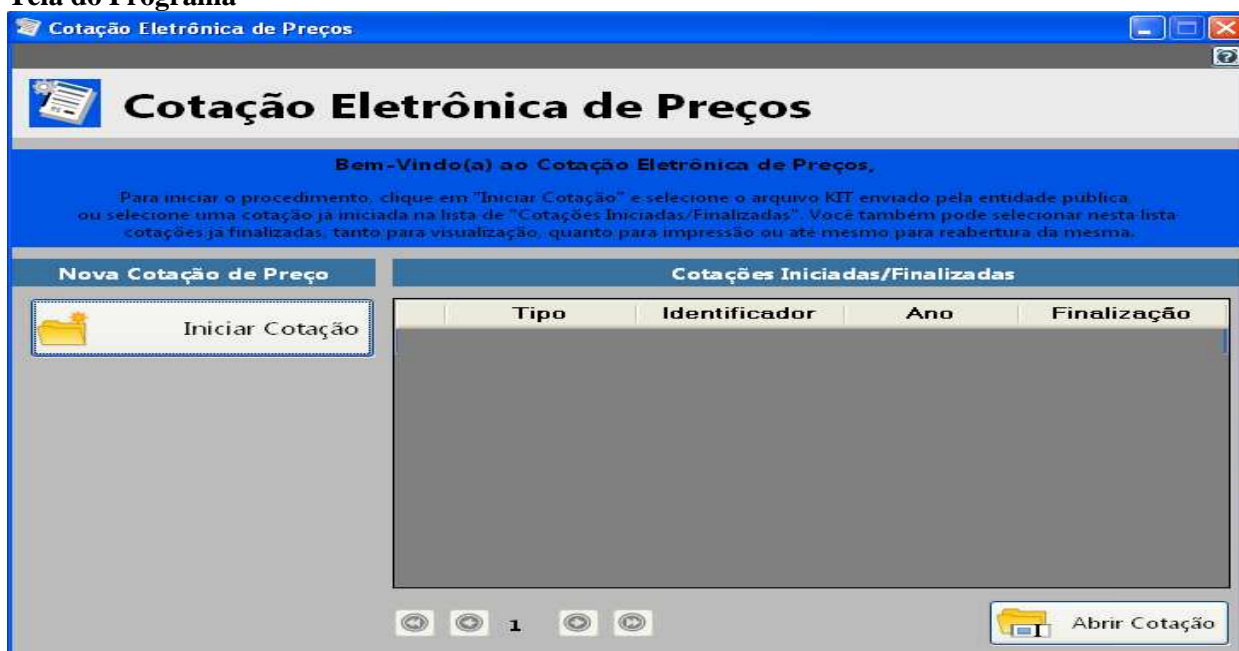 Tela do Programa
Cotação Eletrônica de Preços
Cotação Eletrônica de Preços
Bem-Vindo(a) ao Cotação Eletrônica de Preços,
Para iniciar o procedimento, clique em "Iniciar Cotação" e selecione o arquivo KIT enviado pela entidade pública,
ou selecione uma cotação já iniciada na lista de "Cotações Iniciadas/Finalizadas". Você também pode selecionar nesta lista
cotações ja finalizadas, tanto para visualização, quanto para impressão ou até mesmo para reabertura da mesma.
Nova Cotação de Preço
Cotações Iniciadas/Finalizadas
Iniciar Cotação
Tipo Identificador Ano Finalização
1
Abrir Cotação